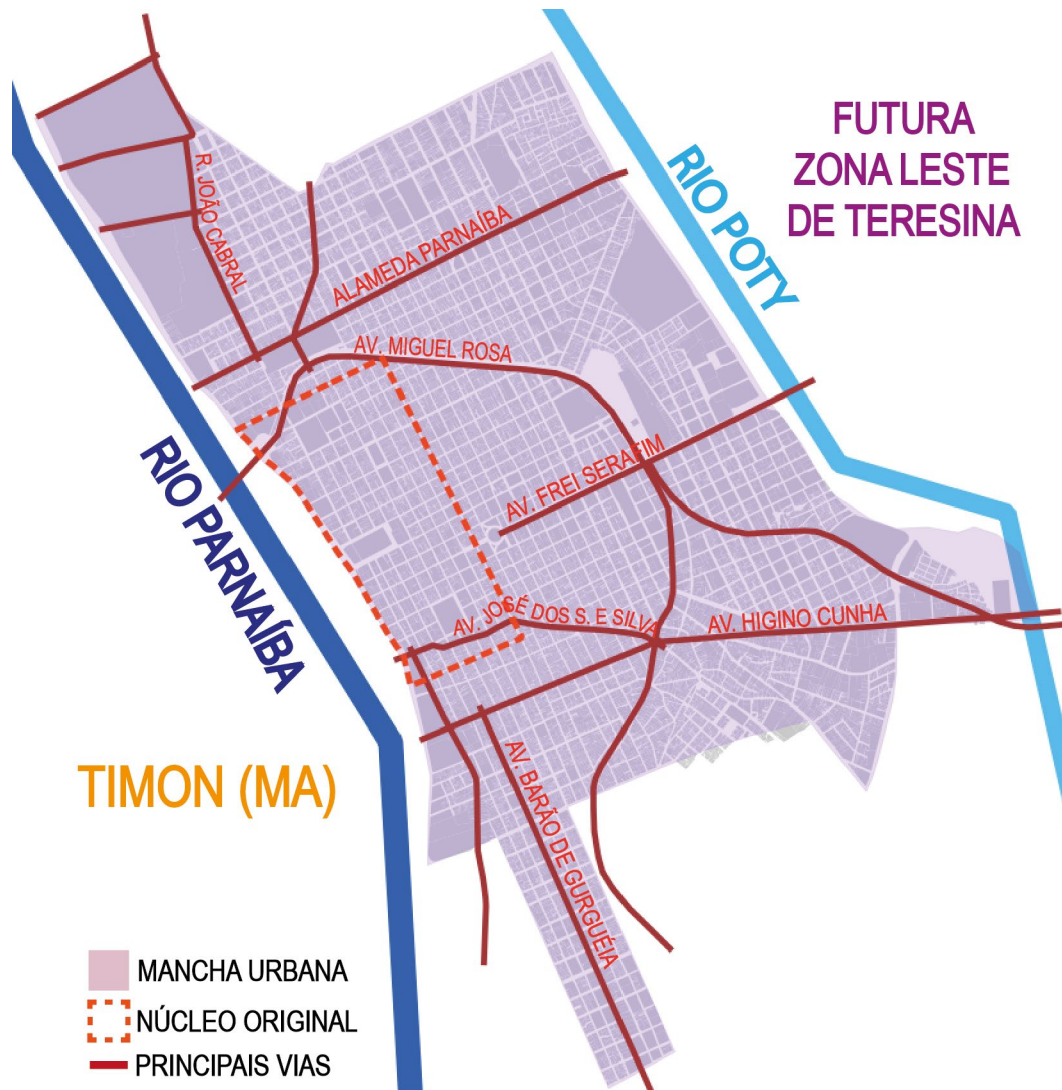 FUTURA
ZONA LESTE
DE TERESINA
RIO POTY
R. JOÃO CABRAL
ALAMEDA PARNAÍBA
AV. MIGUEL ROSA
RIO PARNAÍBA
AV. FREI SERAFIM
AV. JOSÉ DOS S. E SILVA
AV. HIGINO CUNHA
TIMON (MA)
AV. BARÃO DE GURGUÉIA
MANCHA URBANA
NÚCLEO ORIGINAL
PRINCIPAIS VIAS